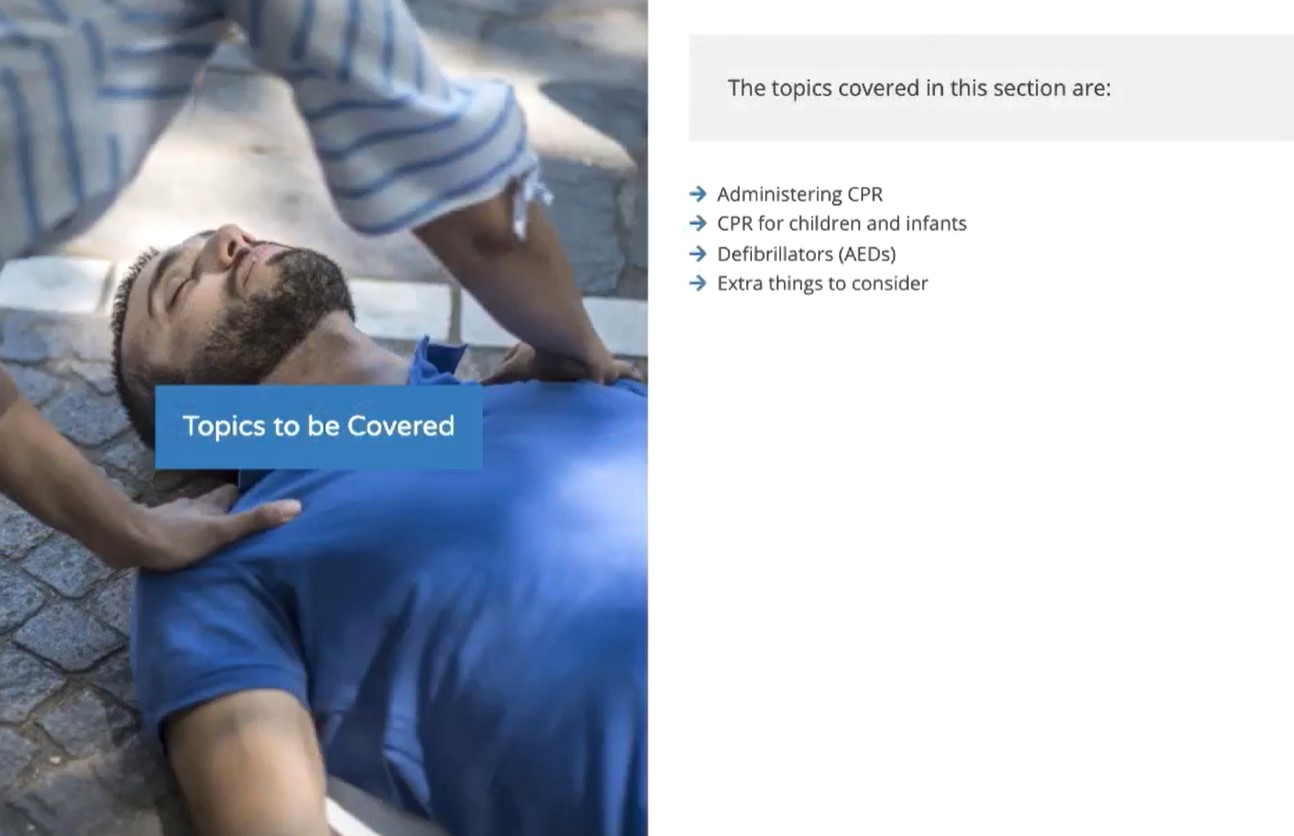 Topics to be Covered
The topics covered in this section are:
Administering CPR
CPR for children and infants
Defibrillators (AEDs)
Extra things to consider